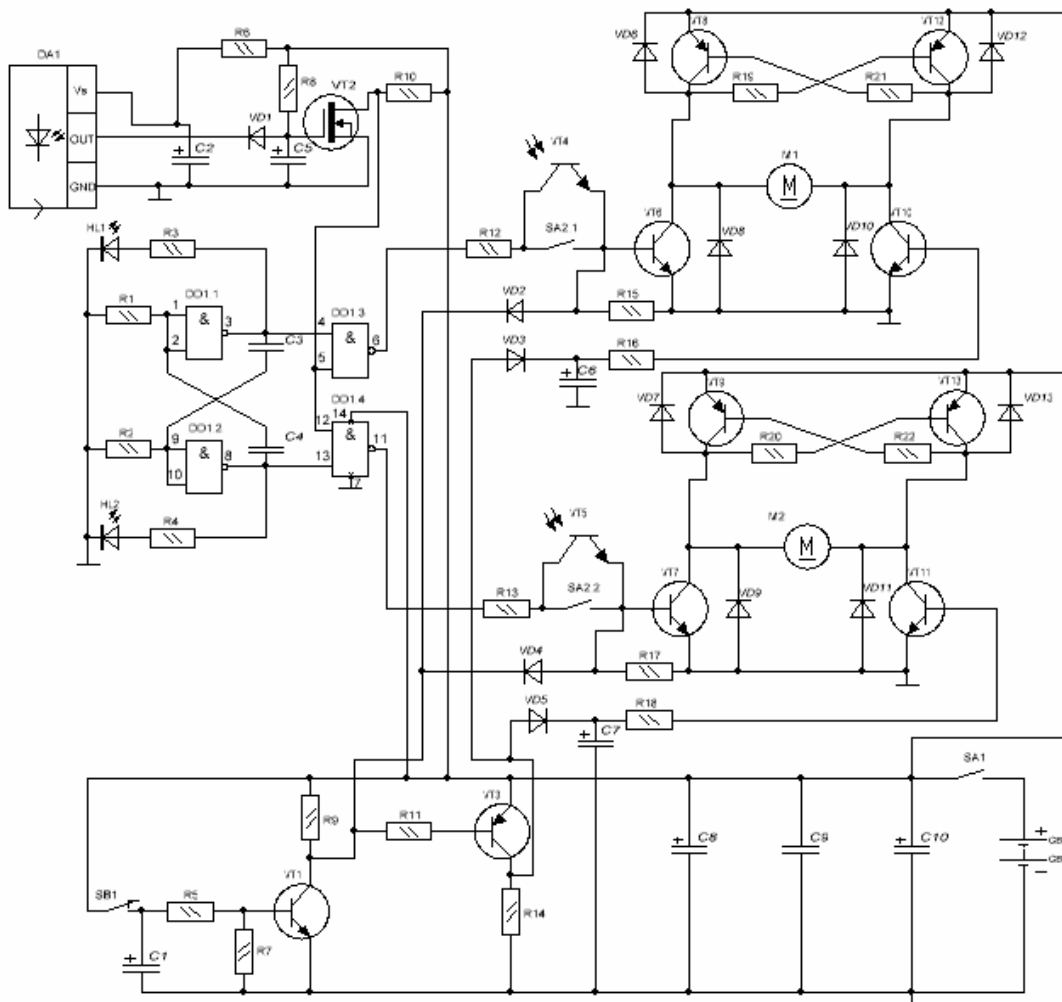 VT8
VT12
VD6
VD12
R6
DA1
R8
VT2
R10
R19
R21
Vs
OUT
VD1
C2
+
C5
+
GND
VT4
M1
M
HL1
R3
R12
SA2.1
VT6
VD8
VD10
VT10
R1
1
DD1.1
&
3
2
C3
4
DD1.3
&
6
5
VD2
R15
VD3
R16
C6
+
VT9
VT13
VD7
VD13
R20
R22
R2
9
DD1.2
&
8
10
C4
12
14
DD1.4
&
11
13
7
HL2
R4
VT5
M2
M
R13
SA2.2
VT7
VD9
VD11
VT11
VD4
R17
VD5
R18
C7
+
SA1
R9
R11
VT3
C8
+
C9
C10
+
+
−
SB1
R5
VT1
R7
C1
+
R14